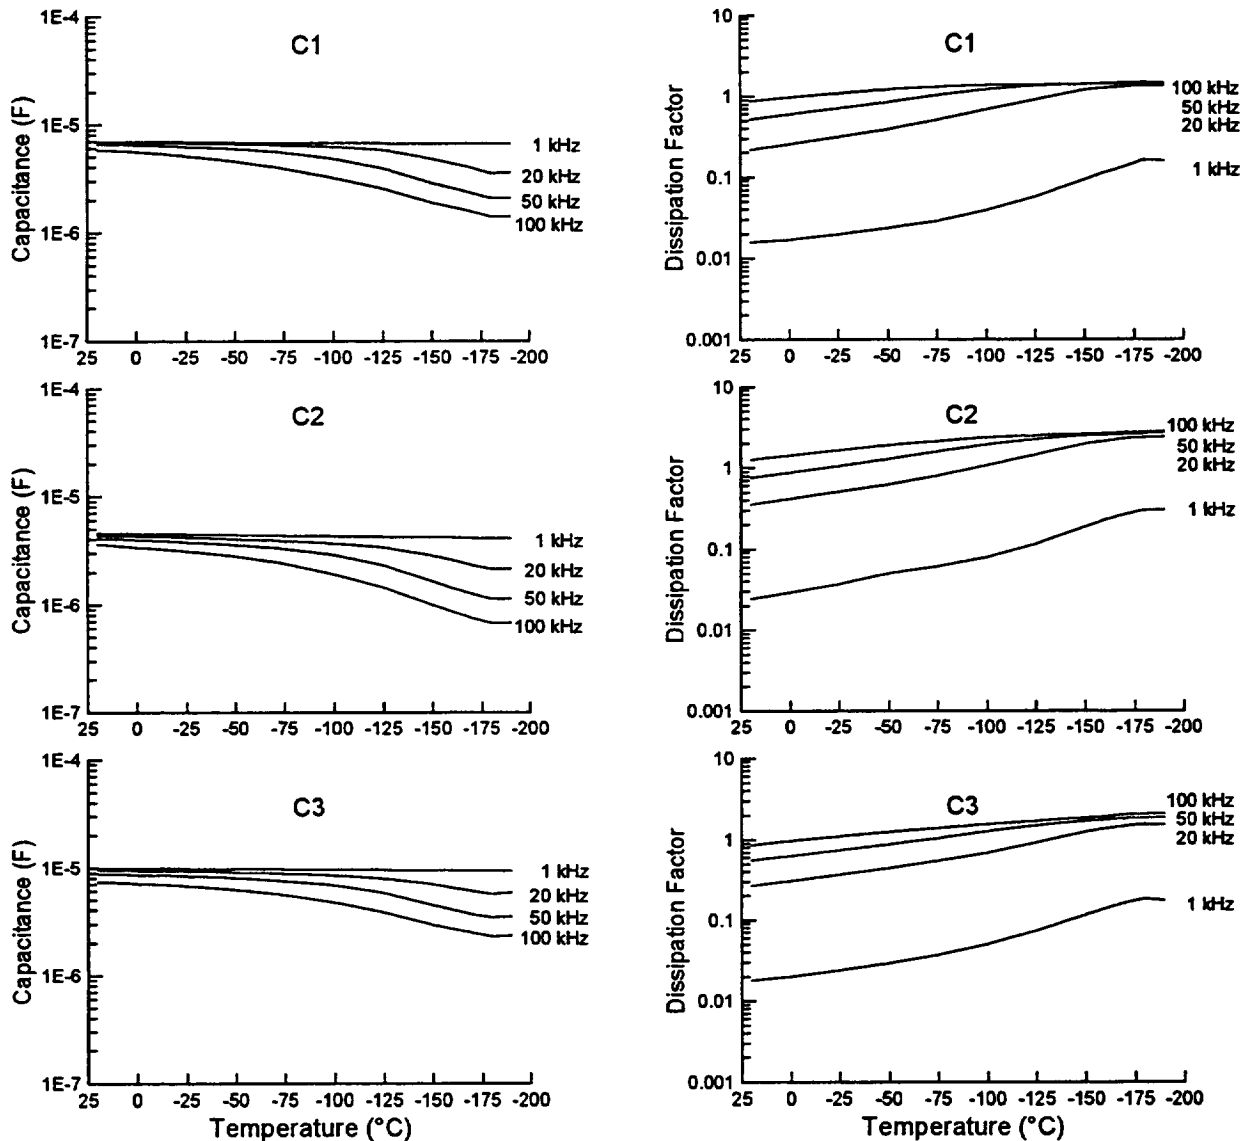 C1
Capacitance (F)
1E-4
1E-5
1E-6
1E-7
1 kHz
20 kHz
50 kHz
100 kHz
25 0 -25 -50 -75 -100 -125 -150 -175 -200
C1
Dissipation Factor
10
1
0.1
0.01
0.001
100 kHz
50 kHz
20 kHz
1 kHz
25 0 -25 -50 -75 -100 -125 -150 -175 -200
C2
Capacitance (F)
1E-4
1E-5
1E-6
1E-7
1 kHz
20 kHz
50 kHz
100 kHz
25 0 -25 -50 -75 -100 -125 -150 -175 -200
C2
Dissipation Factor
10
1
0.1
0.01
0.001
100 kHz
50 kHz
20 kHz
1 kHz
25 0 -25 -50 -75 -100 -125 -150 -175 -200
C3
Capacitance (F)
1E-4
1E-5
1E-6
1E-7
1 kHz
20 kHz
50 kHz
100 kHz
25 0 -25 -50 -75 -100 -125 -150 -175 -200
Temperature (°C)
C3
Dissipation Factor
10
1
0.1
0.01
0.001
100 kHz
50 kHz
20 kHz
1 kHz
25 0 -25 -50 -75 -100 -125 -150 -175 -200
Temperature (°C)